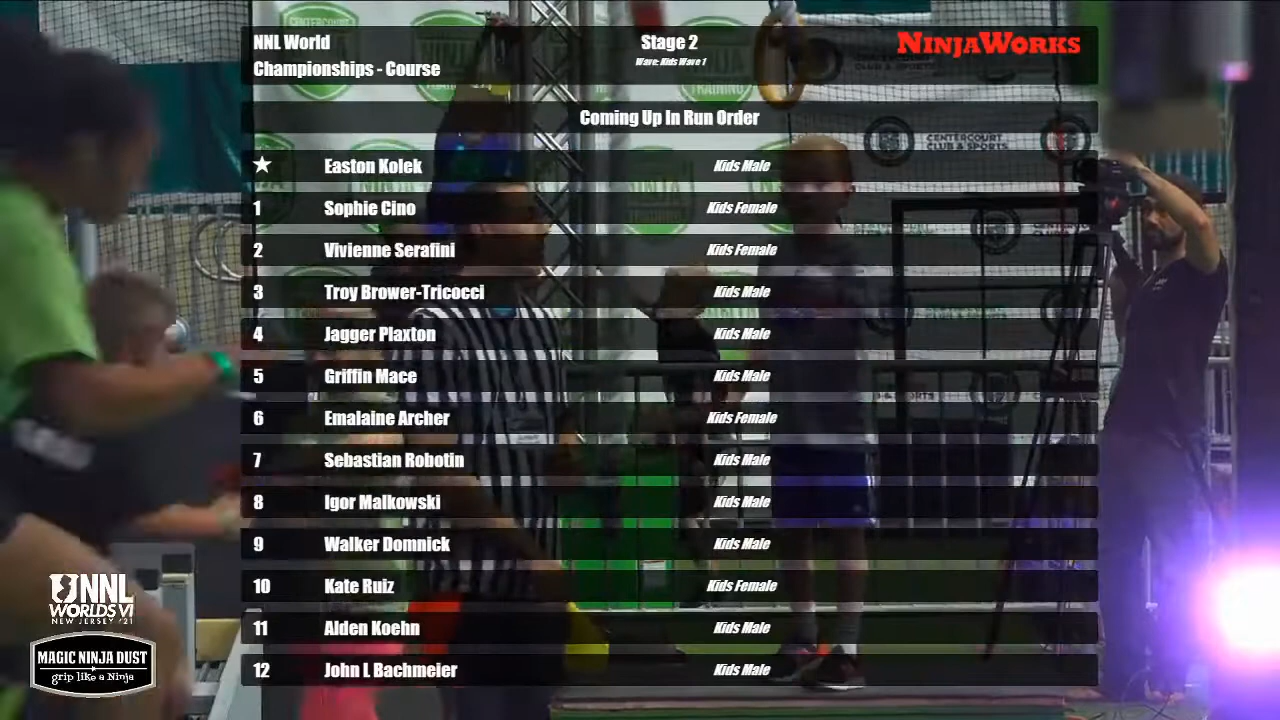 NNL World
Championships - Course
Stage 2
Wave: Kids Wave 1
NINJAWORKS
Coming Up In Run Order
★ Easton Kolek Kids Male
1 Sophie Cino Kids Female
2 Vivienne Serafini Kids Female
3 Troy Brower-Tricocci Kids Male
4 Jagger Plaxton Kids Male
5 Griffin Mace Kids Male
6 Emalaine Archer Kids Female
7 Sebastian Robotin Kids Male
8 Igor Malkowski Kids Male
9 Walker Domnick Kids Male
10 Kate Ruiz Kids Female
11 Alden Koehn Kids Male
12 John L Bachmeier Kids Male
NNL
WORLDS VI
NEW JERSEY '21
MAGIC NINJA DUST
grip like a Ninja
CENTERCOURT
CLUB & SPORTS